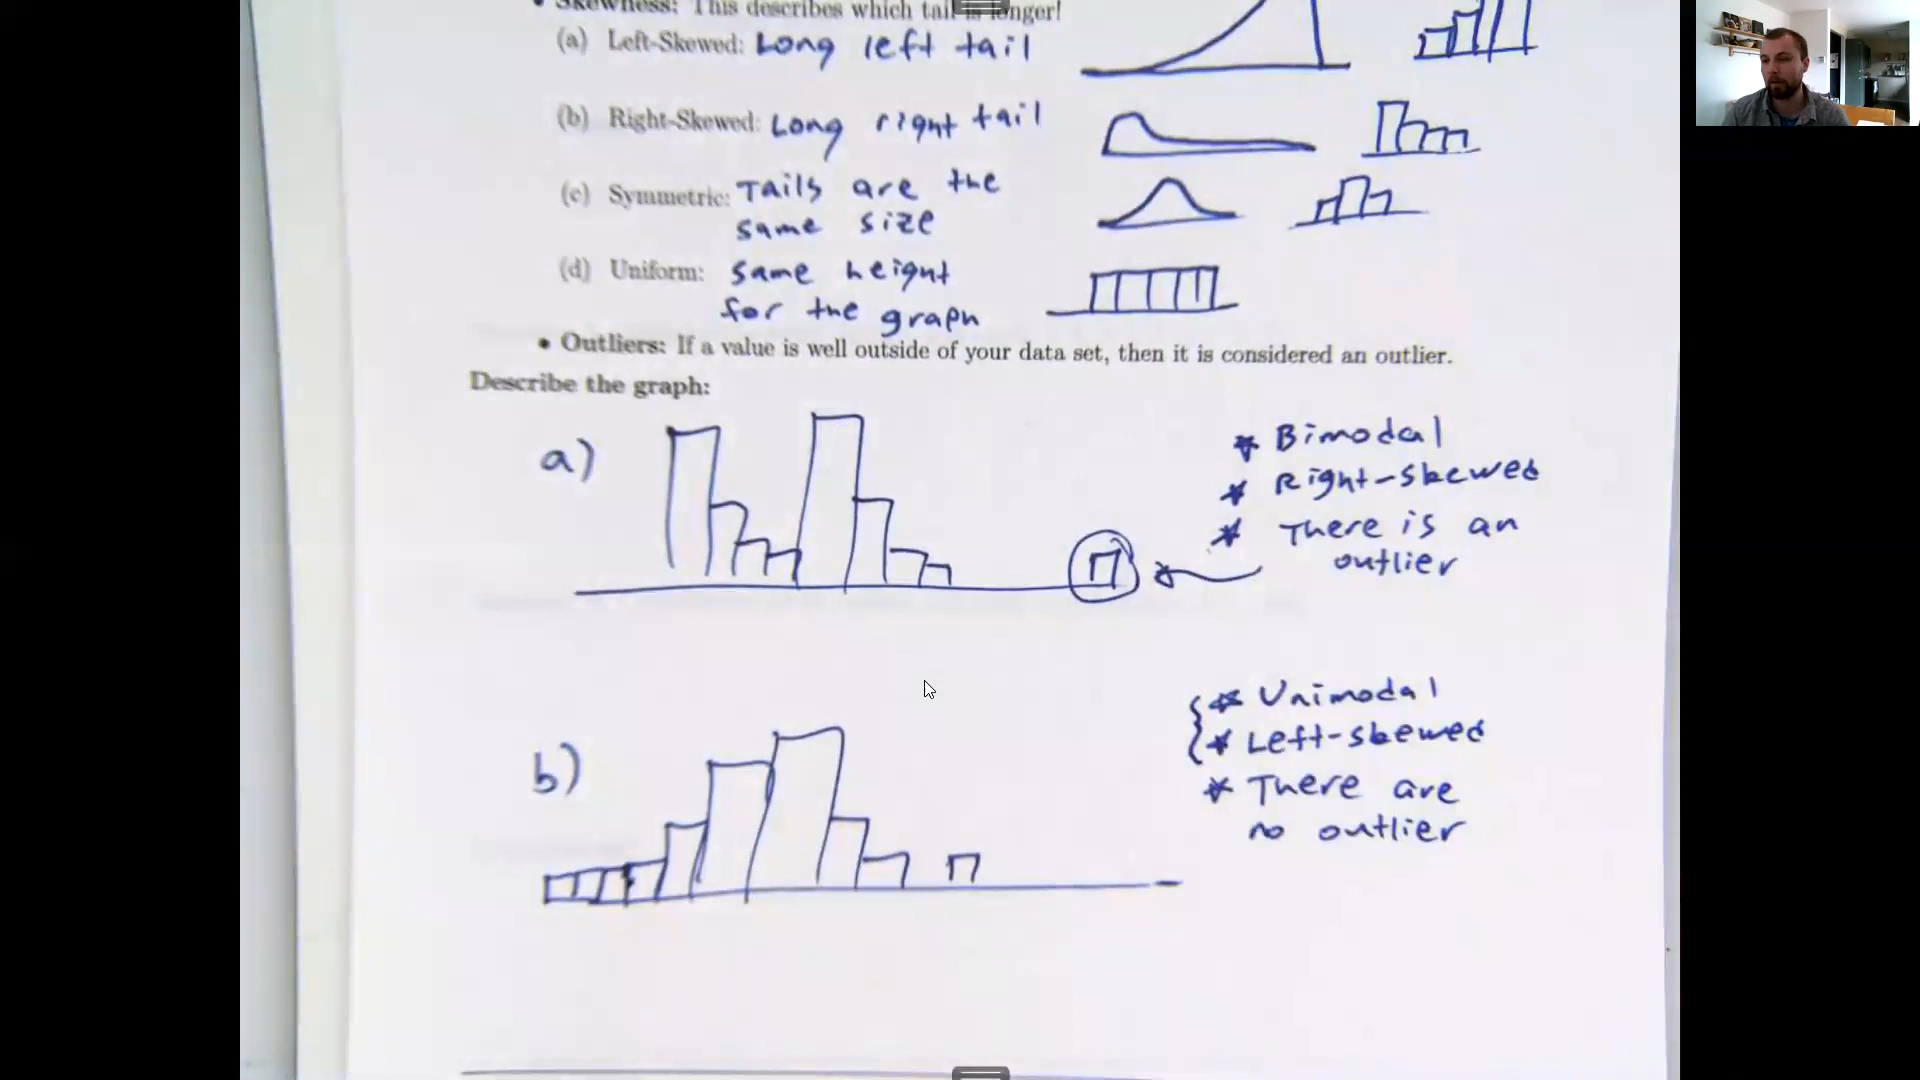 • Skewness: This describes which tail is longer!
(a) Left-Skewed: Long left tail
(b) Right-Skewed: Long right tail
(c) Symmetric: Tails are the
same size
(d) Uniform: same height
for the graph
• Outliers: If a value is well outside of your data set, then it is considered an outlier.
Describe the graph:
a)
* Bimodal
* Right-skewed
* There is an
outlier
b)
* Unimodal
* Left-skewed
* There are
no outlier